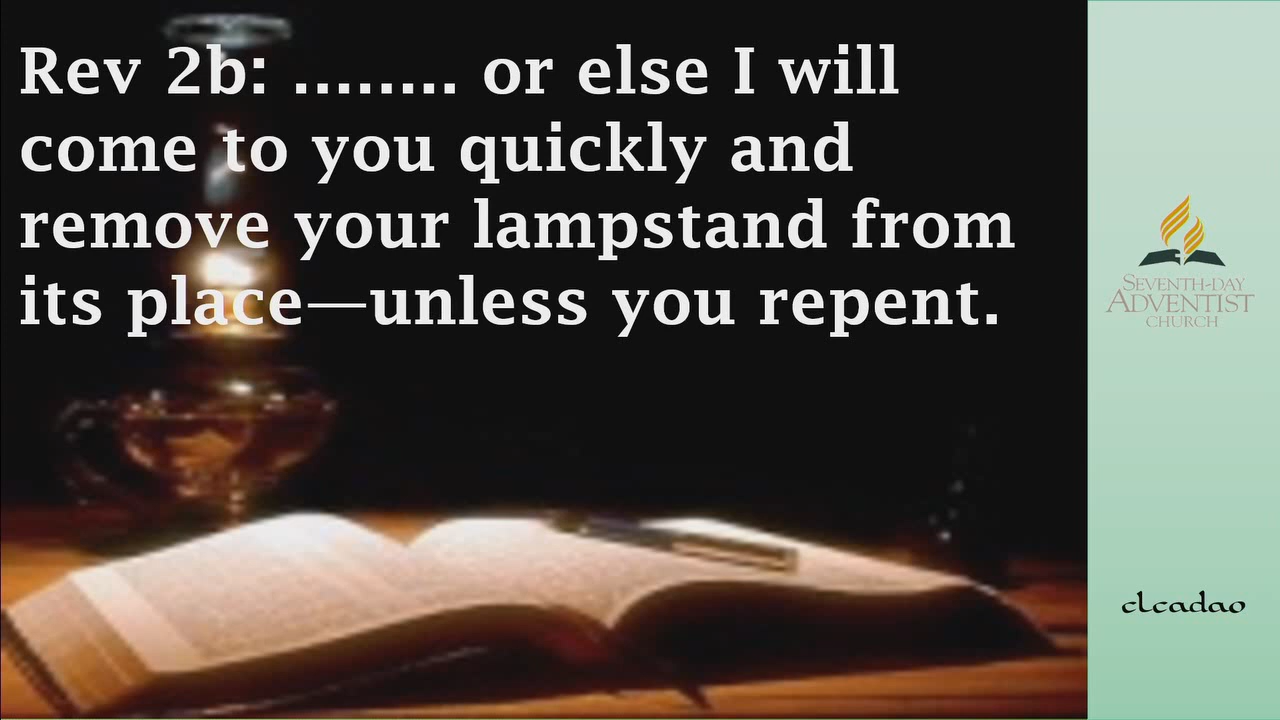 Rev 2b: ........ or else I will
come to you quickly and
remove your lampstand from
its place—unless you repent.
SEVENTH-DAY
ADVENTIST
CHURCH
clcadao